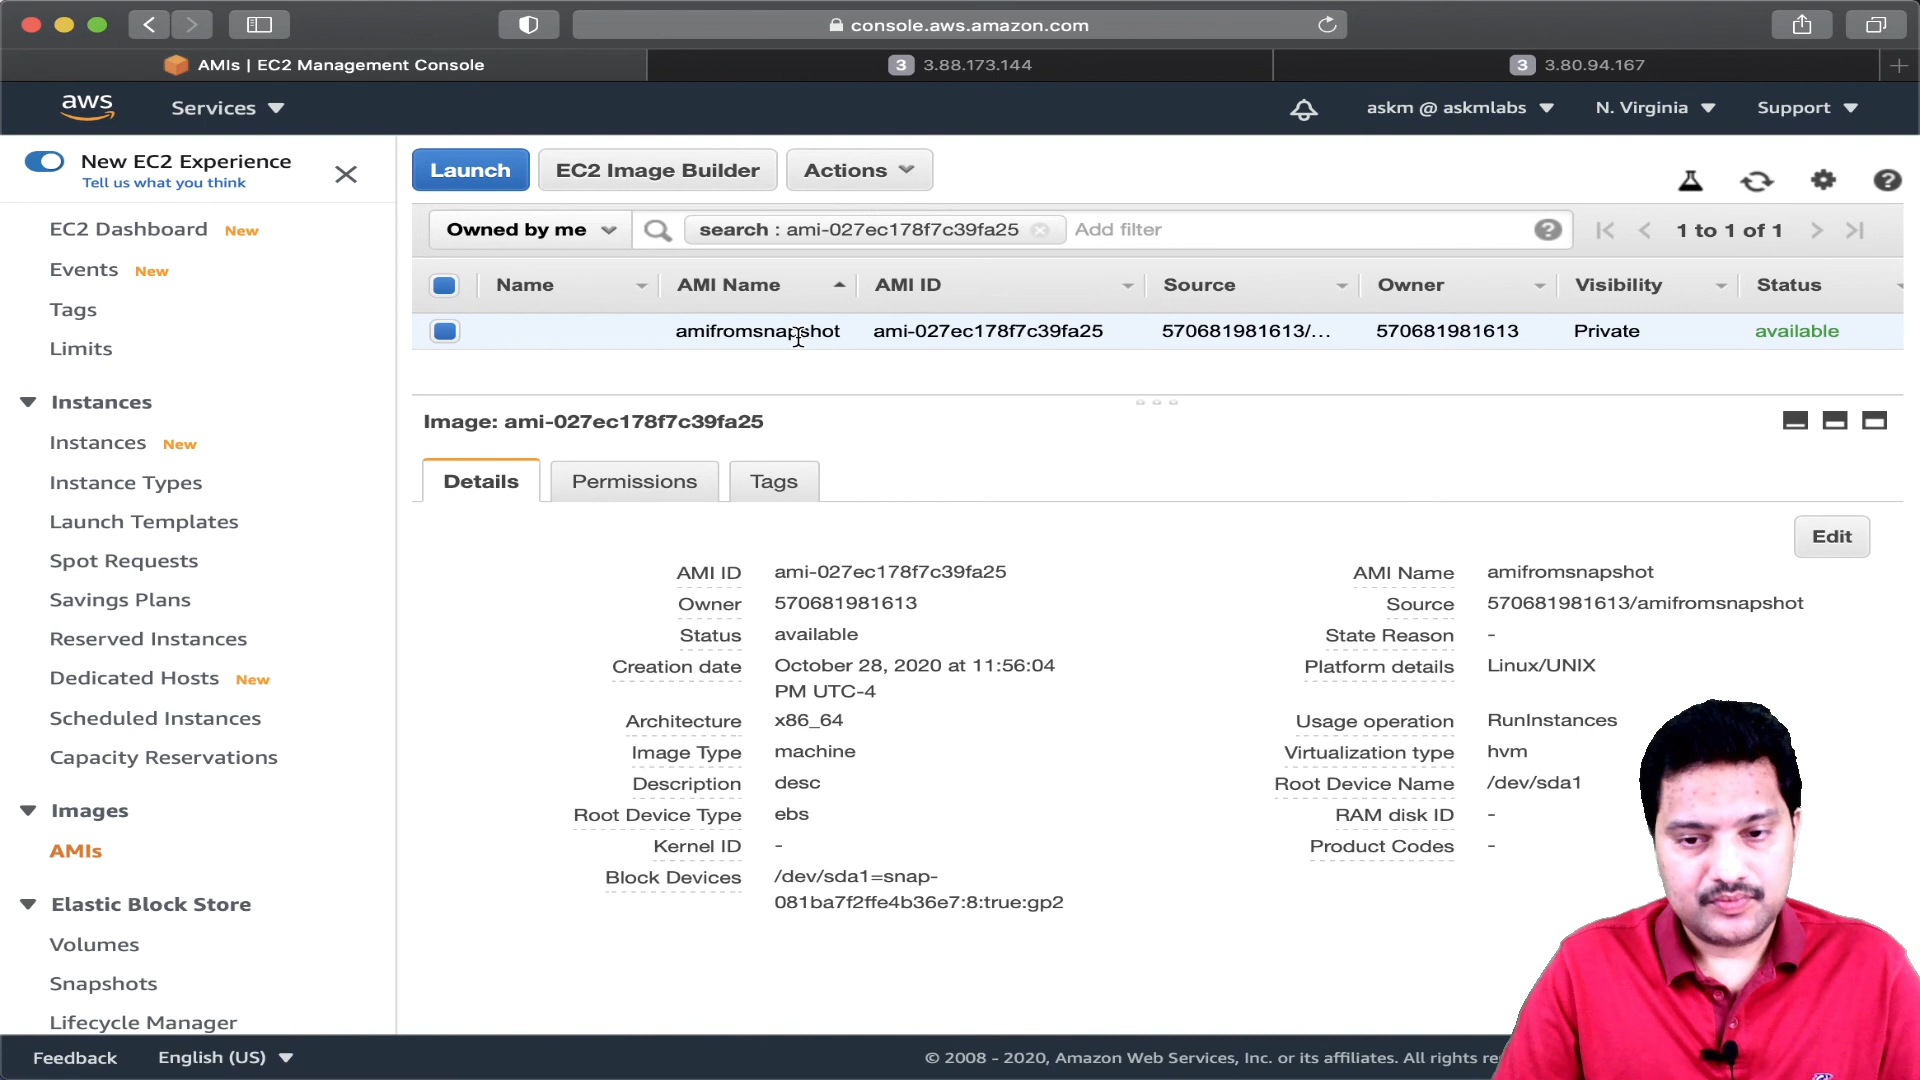 console.aws.amazon.com
AMIs | EC2 Management Console
3 3.88.173.144
3 3.80.94.167
aws
Services
askm @ askmlabs
N. Virginia
Support
New EC2 Experience
Tell us what you think
EC2 Dashboard New
Events New
Tags
Limits
Instances
Instances New
Instance Types
Launch Templates
Spot Requests
Savings Plans
Reserved Instances
Dedicated Hosts New
Scheduled Instances
Capacity Reservations
Images
AMIs
Elastic Block Store
Volumes
Snapshots
Lifecycle Manager
Launch
EC2 Image Builder
Actions
Owned by me
search : ami-027ec178f7c39fa25
Add filter
1 to 1 of 1
Name AMI Name AMI ID Source Owner Visibility Status
amifromsnapshot ami-027ec178f7c39fa25 570681981613/... 570681981613 Private available
Image: ami-027ec178f7c39fa25
Details
Permissions
Tags
Edit
AMI ID ami-027ec178f7c39fa25
Owner 570681981613
Status available
Creation date October 28, 2020 at 11:56:04
PM UTC-4
Architecture x86_64
Image Type machine
Description desc
Root Device Type ebs
Kernel ID -
Block Devices /dev/sda1=snap-
081ba7f2ffe4b36e7:8:true:gp2
AMI Name amifromsnapshot
Source 570681981613/amifromsnapshot
State Reason -
Platform details Linux/UNIX
Usage operation RunInstances
Virtualization type hvm
Root Device Name /dev/sda1
RAM disk ID -
Product Codes -
Feedback
English (US)
© 2008 - 2020, Amazon Web Services, Inc. or its affiliates. All rights